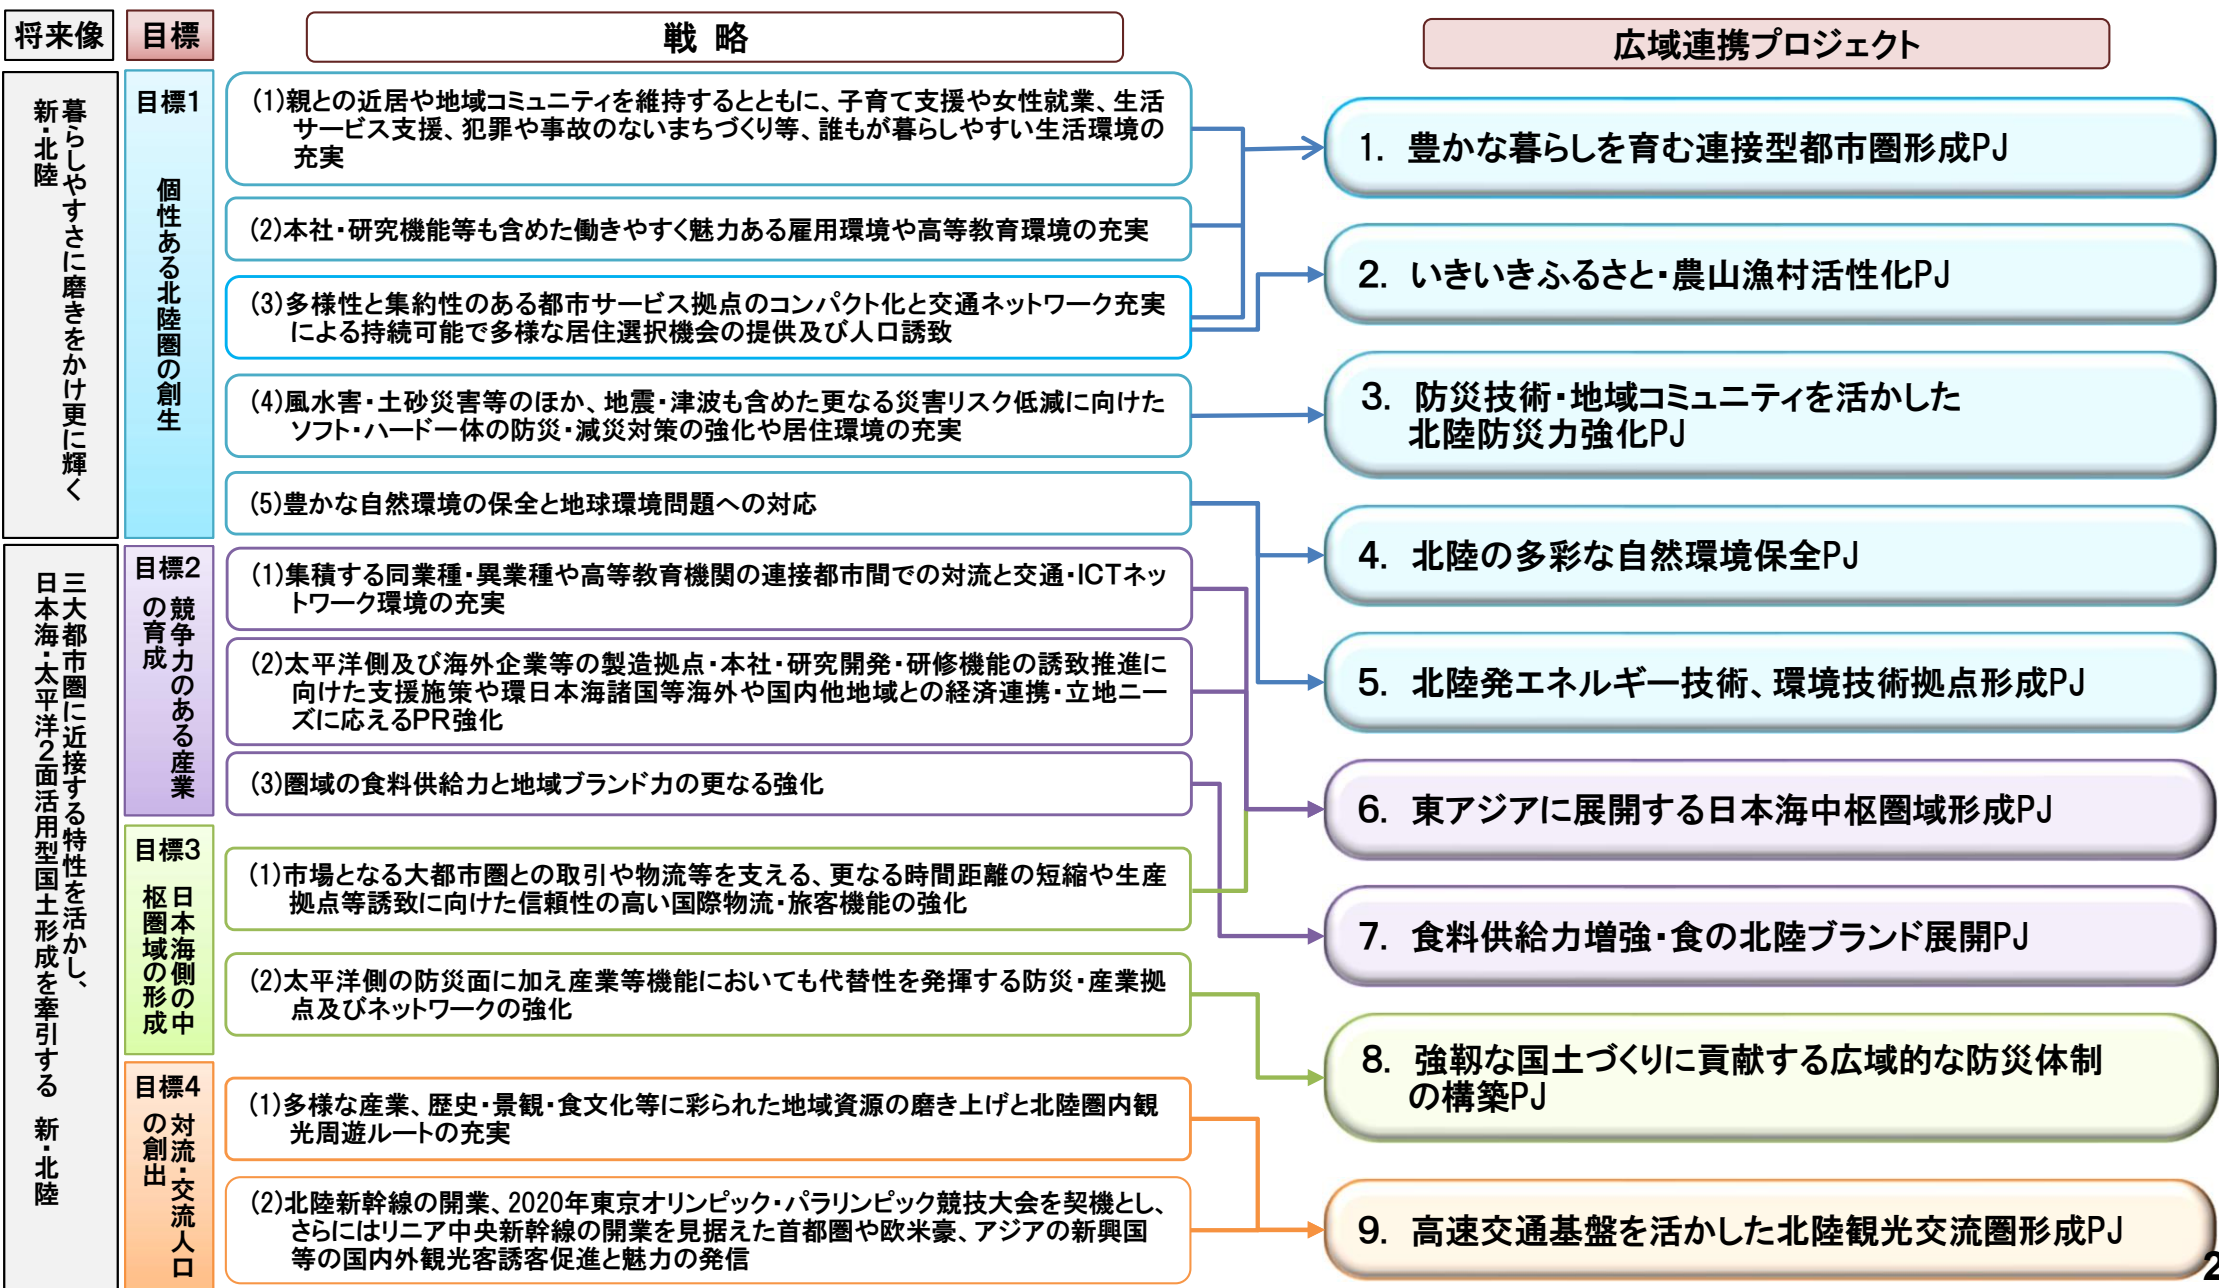 将来像
目標
戦 略
広域連携プロジェクト
暮らしやすさに磨きをかけ更に輝く
新・北陸
目標1
個性ある北陸圏の創生
(1)親との近居や地域コミュニティを維持するとともに、子育て支援や女性就業、生活
サービス支援、犯罪や事故のないまちづくり等、誰もが暮らしやすい生活環境の
充実
(2)本社・研究機能等も含めた働きやすく魅力ある雇用環境や高等教育環境の充実
(3)多様性と集約性のある都市サービス拠点のコンパクト化と交通ネットワーク充実
による持続可能で多様な居住選択機会の提供及び人口誘致
(4)風水害・土砂災害等のほか、地震・津波も含めた更なる災害リスク低減に向けた
ソフト・ハード一体の防災・減災対策の強化や居住環境の充実
(5)豊かな自然環境の保全と地球環境問題への対応
三大都市圏に近接する特性を活かし、
日本海・太平洋2面活用型国土形成を牽引する 新・北陸
目標2
競争力のある産業
の育成
(1)集積する同業種・異業種や高等教育機関の連接都市間での対流と交通・ICTネッ
トワーク環境の充実
(2)太平洋側及び海外企業等の製造拠点・本社・研究開発・研修機能の誘致推進に
向けた支援施策や環日本海諸国等海外や国内他地域との経済連携・立地ニー
ズに応えるPR強化
(3)圏域の食料供給力と地域ブランド力の更なる強化
目標3
日本海側の中
枢圏域の形成
(1)市場となる大都市圏との取引や物流等を支える、更なる時間距離の短縮や生産
拠点等誘致に向けた信頼性の高い国際物流・旅客機能の強化
(2)太平洋側の防災面に加え産業等機能においても代替性を発揮する防災・産業拠
点及びネットワークの強化
目標4
対流・交流人口
の創出
(1)多様な産業、歴史・景観・食文化等に彩られた地域資源の磨き上げと北陸圏内観
光周遊ルートの充実
(2)北陸新幹線の開業、2020年東京オリンピック・パラリンピック競技大会を契機とし、
さらにはリニア中央新幹線の開業を見据えた首都圏や欧米豪、アジアの新興国
等の国内外観光客誘客促進と魅力の発信
1. 豊かな暮らしを育む連接型都市圏形成PJ
2. いきいきふるさと・農山漁村活性化PJ
3. 防災技術・地域コミュニティを活かした
北陸防災力強化PJ
4. 北陸の多彩な自然環境保全PJ
5. 北陸発エネルギー技術、環境技術拠点形成PJ
6. 東アジアに展開する日本海中枢圏域形成PJ
7. 食料供給力増強・食の北陸ブランド展開PJ
8. 強靱な国土づくりに貢献する広域的な防災体制
の構築PJ
9. 高速交通基盤を活かした北陸観光交流圏形成PJ
2